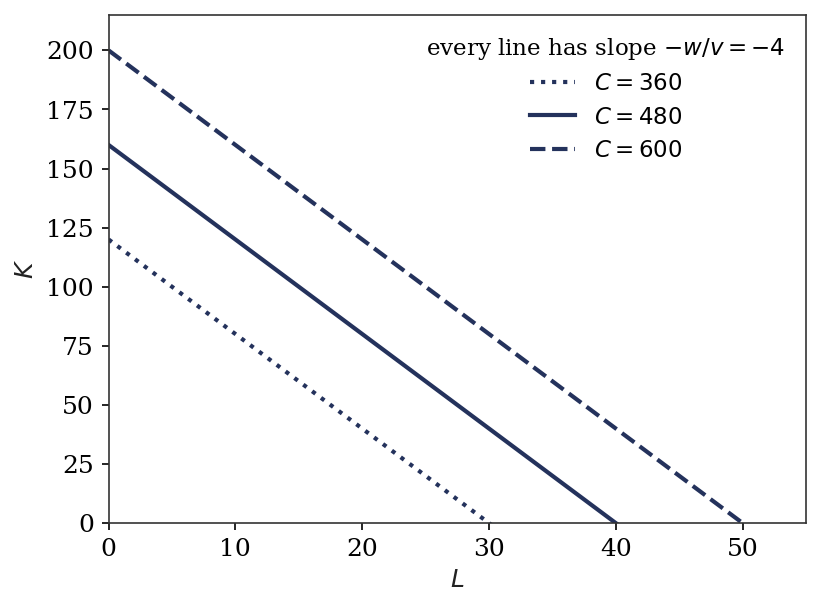 every line has slope −w/v = −4
C = 360
C = 480
C = 600
200
175
150
125
100
75
50
25
0
K
0 10 20 30 40 50
L